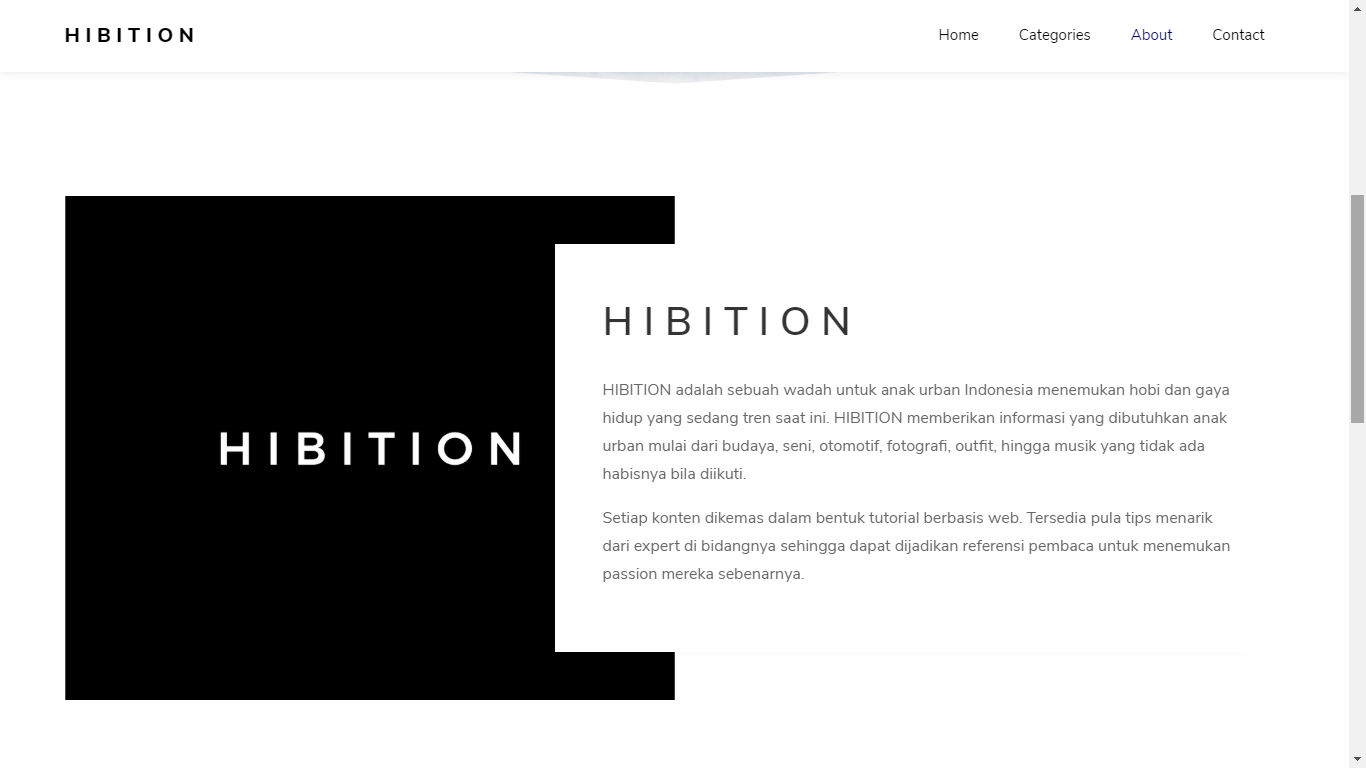 HIBITION
Home
Categories
About
Contact
HIBITION
HIBITION
HIBITION adalah sebuah wadah untuk anak urban Indonesia menemukan hobi dan gaya
hidup yang sedang tren saat ini. HIBITION memberikan informasi yang dibutuhkan anak
urban mulai dari budaya, seni, otomotif, fotografi, outfit, hingga musik yang tidak ada
habisnya bila diikuti.
Setiap konten dikemas dalam bentuk tutorial berbasis web. Tersedia pula tips menarik
dari expert di bidangnya sehingga dapat dijadikan referensi pembaca untuk menemukan
passion mereka sebenarnya.